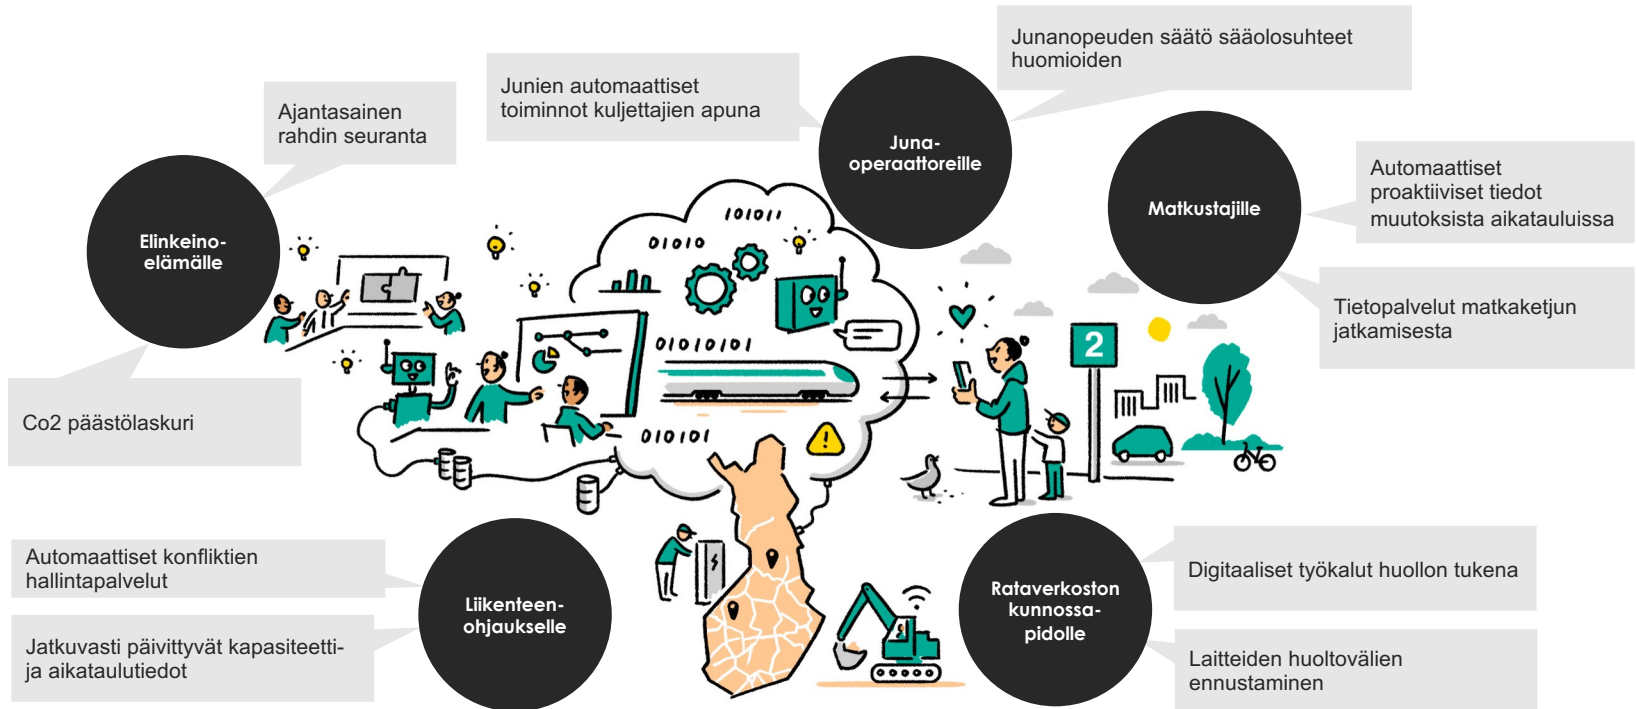 Junanopeuden säätö sääolosuhteet
huomioiden
Junien automaattiset
toiminnot kuljettajien apuna
Juna-
operaattoreille
Ajantasainen
rahdin seuranta
Elinkeino-
elämälle
Co2 päästölaskuri
Matkustajille
Automaattiset
proaktiiviset tiedot
muutoksista aikatauluissa
Tietopalvelut matkaketjun
jatkamisesta
101011
01010
01010101
010101
2
Automaattiset konfliktien
hallintapalvelut
Jatkuvasti päivittyvät kapasiteetti-
ja aikataulutiedot
Liikenteen-
ohjaukselle
Rataverkoston
kunnossa-
pidolle
Digitaaliset työkalut huollon tukena
Laitteiden huoltovälien
ennustaminen